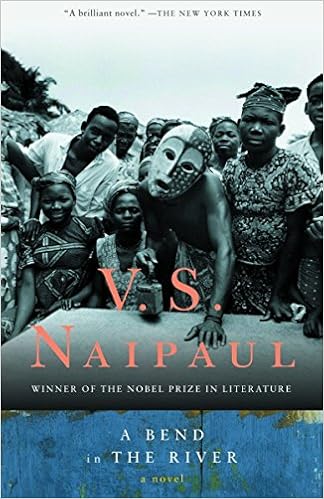 “A brilliant novel.” —THE NEW YORK TIMES
V. S.
NAIPAUL
WINNER OF THE NOBEL PRIZE IN LITERATURE
A BEND
in THE RIVER
a novel